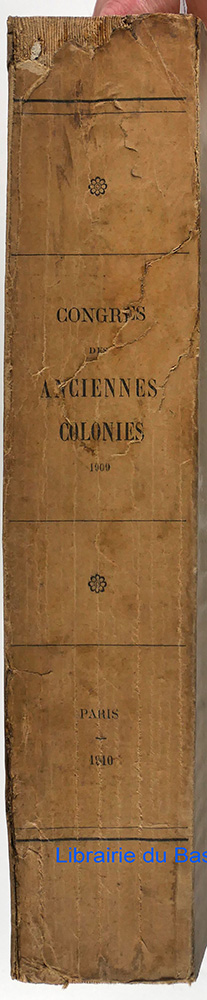 CONGRÈS
DES
ANCIENNES
COLONIES
1909
PARIS
1910
Librairie du Bas